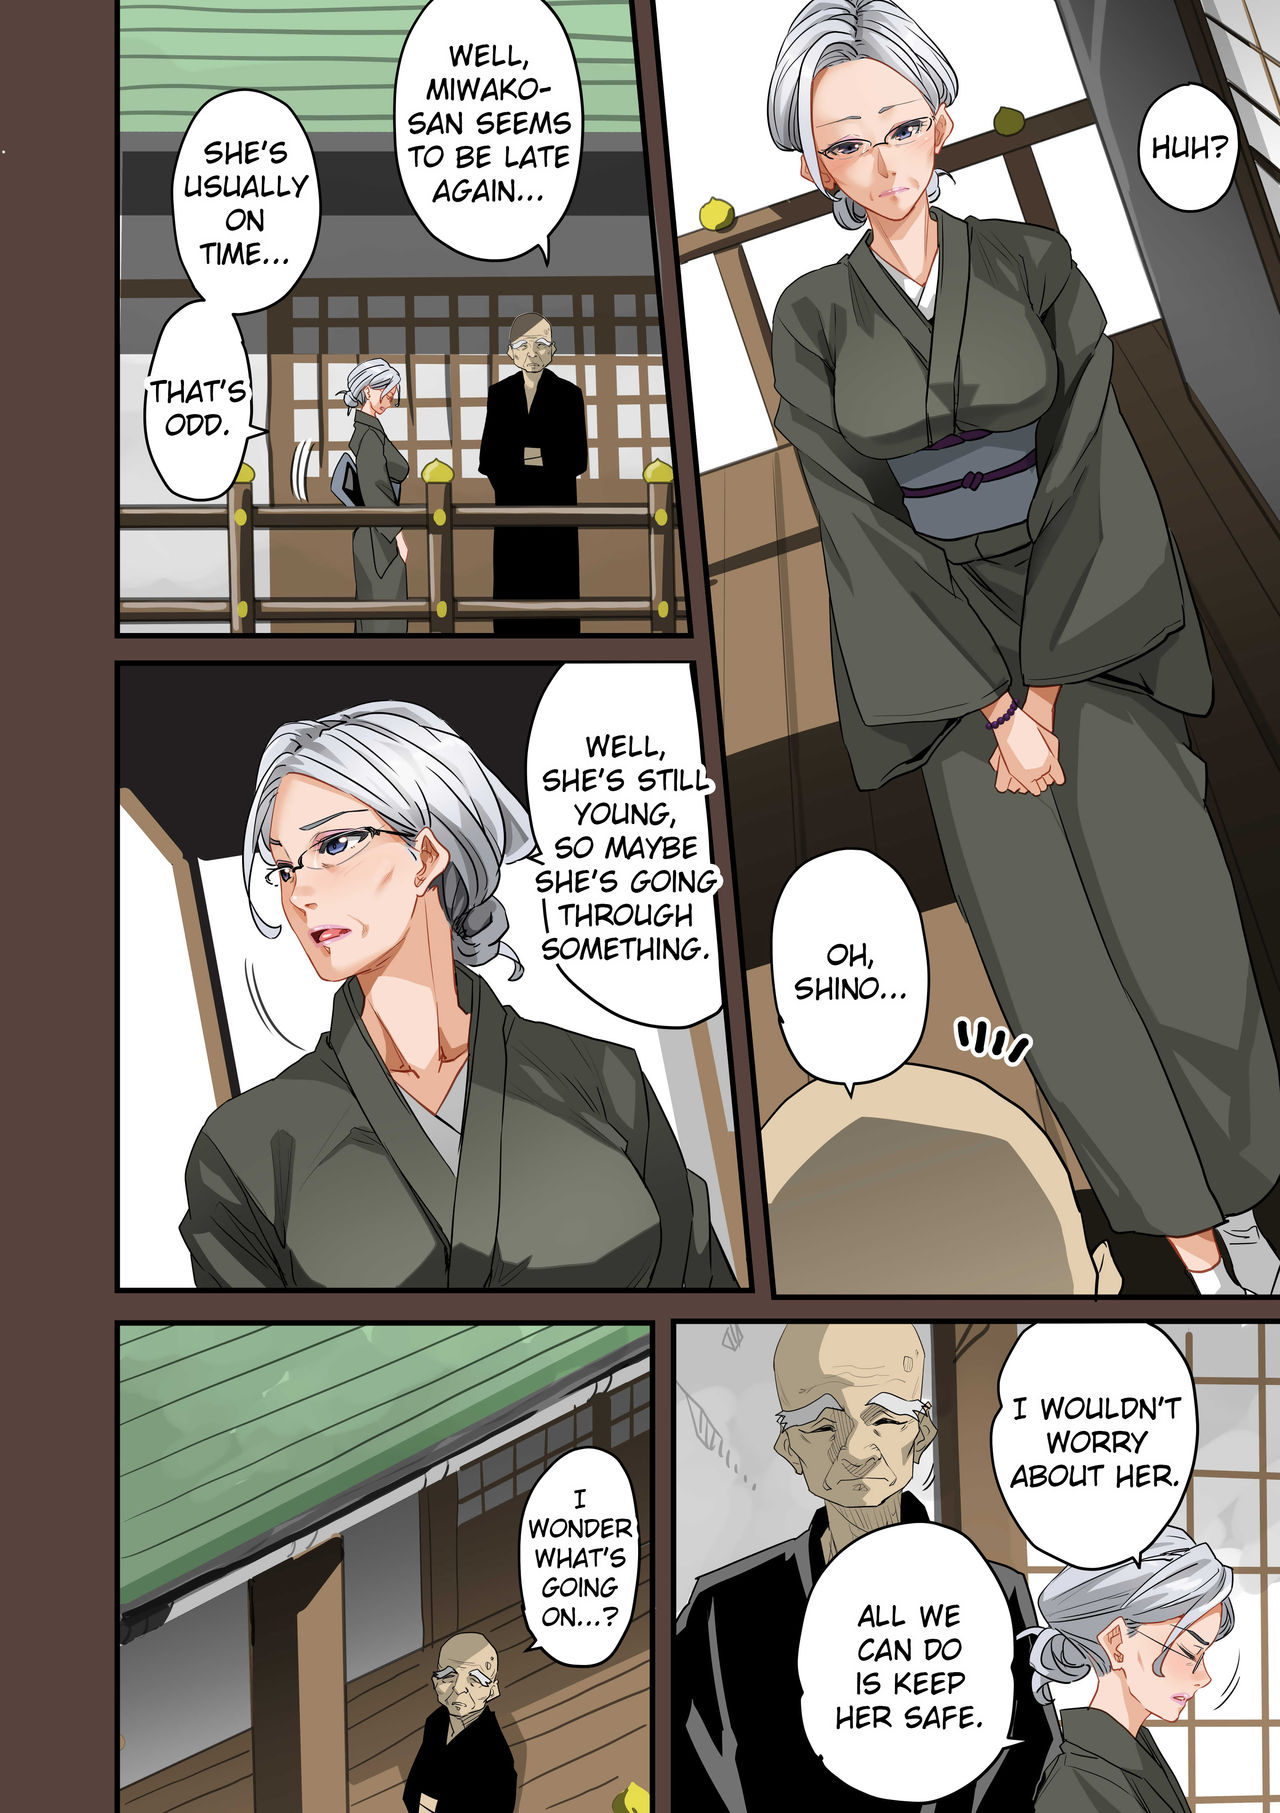 HUH?
OH,
SHINO...
WELL,
MIWAKO-
SAN SEEMS
TO BE LATE
AGAIN...
SHE'S
USUALLY
ON
TIME...
THAT'S
ODD.
WELL,
SHE'S STILL
YOUNG,
SO MAYBE
SHE'S GOING
THROUGH
SOMETHING.
I WOULDN'T
WORRY
ABOUT HER.
ALL WE
CAN DO
IS KEEP
HER SAFE.
I
WONDER
WHAT'S
GOING
ON...?